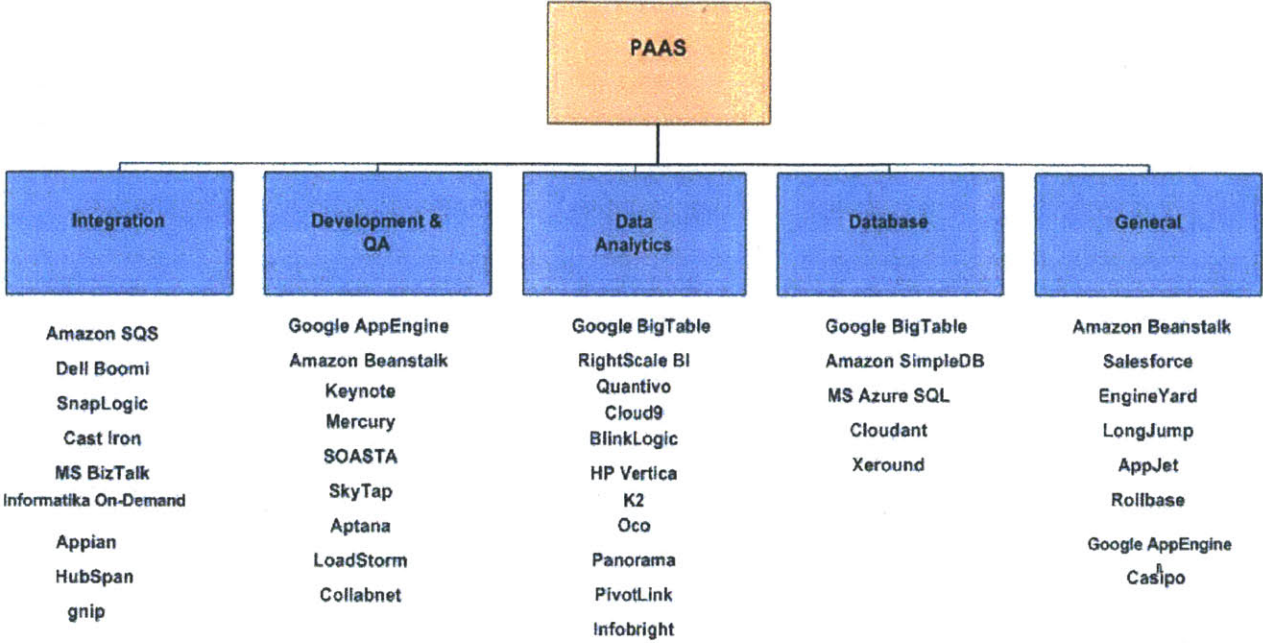 PAAS
Integration
Development &
QA
Data
Analytics
Database
General
Amazon SQS
Dell Boomi
SnapLogic
Cast Iron
MS BizTalk
Informatika On-Demand
Appian
HubSpan
gnip
Google AppEngine
Amazon Beanstalk
Keynote
Mercury
SOASTA
SkyTap
Aptana
LoadStorm
Collabnet
Google BigTable
RightScale BI
Quantivo
Cloud9
BlinkLogic
HP Vertica
K2
Oco
Panorama
PivotLink
Infobright
Google BigTable
Amazon SimpleDB
MS Azure SQL
Cloudant
Xeround
Amazon Beanstalk
Salesforce
EngineYard
LongJump
AppJet
Rollbase
Google AppEngine
Casipo